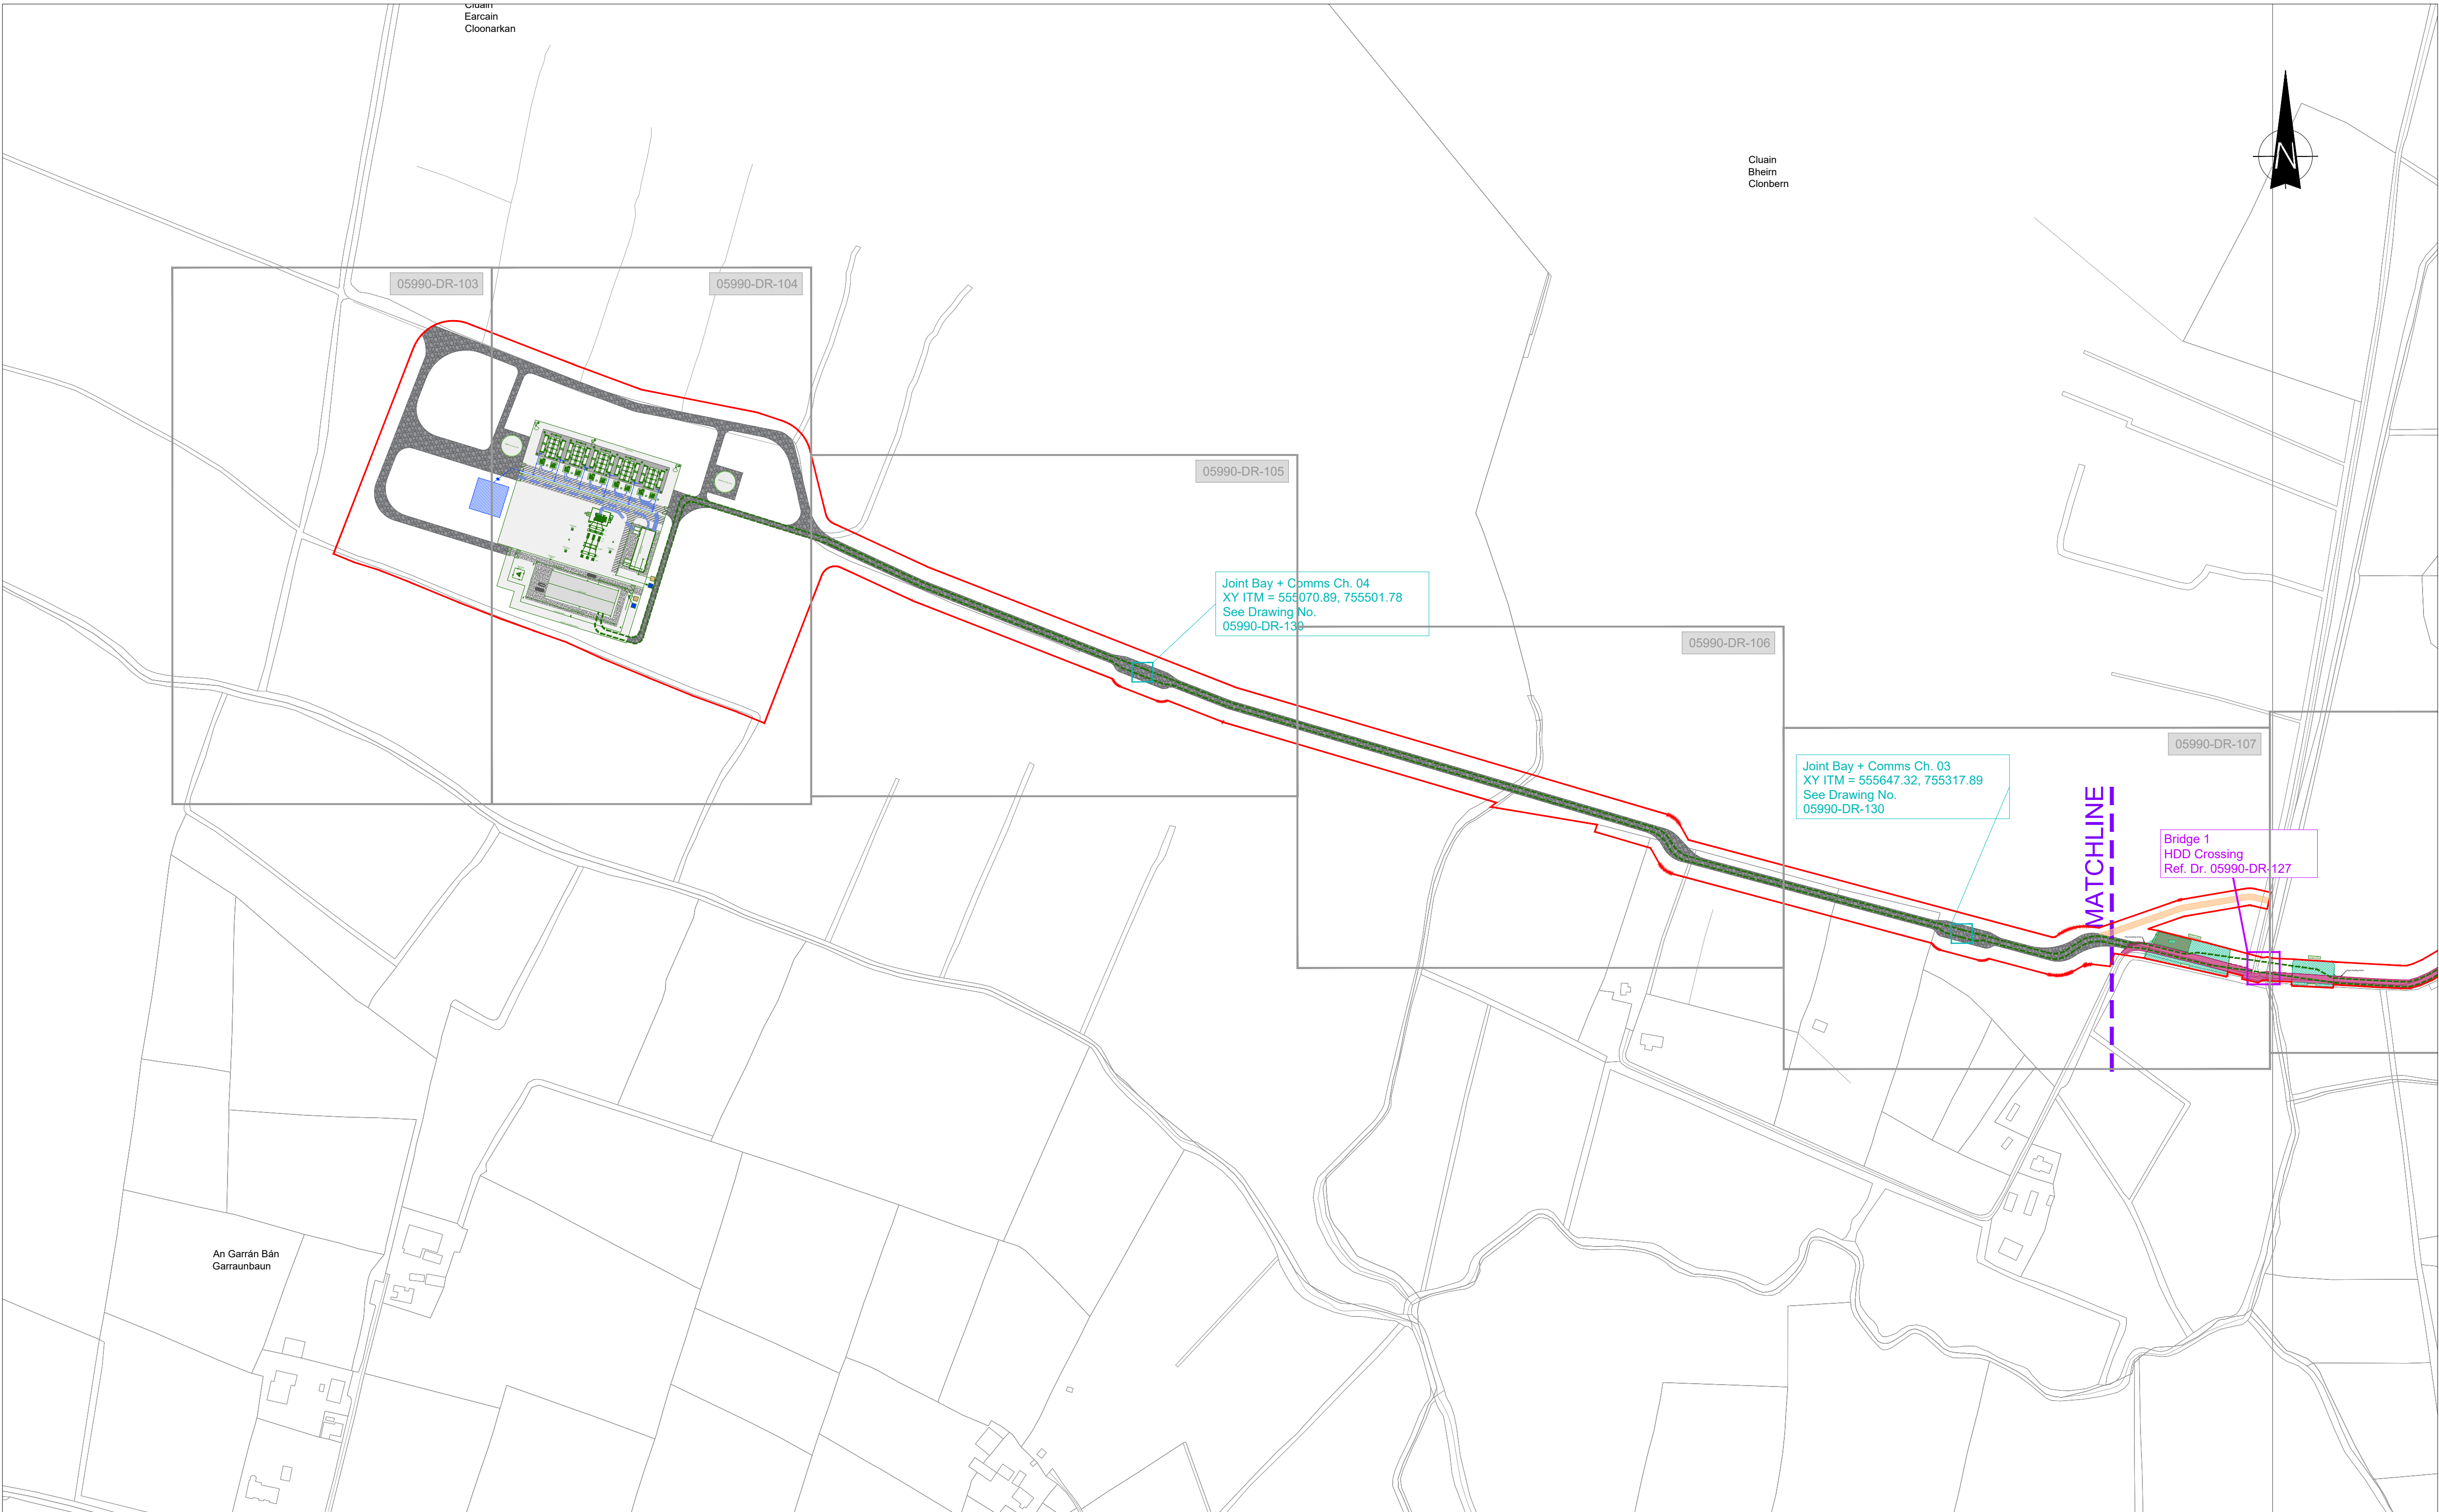 Cluain
Earcain
Cloonarkan
Cluain
Bheirn
Clonbern
N
05990-DR-103
05990-DR-104
05990-DR-105
Joint Bay + Comms Ch. 04
XY ITM = 555070.89, 755501.78
See Drawing No.
05990-DR-130
05990-DR-106
05990-DR-107
Joint Bay + Comms Ch. 03
XY ITM = 555647.32, 755317.89
See Drawing No.
05990-DR-130
MATCHLINE
Bridge 1
HDD Crossing
Ref. Dr. 05990-DR-127
An Garrán Bán
Garraunbaun